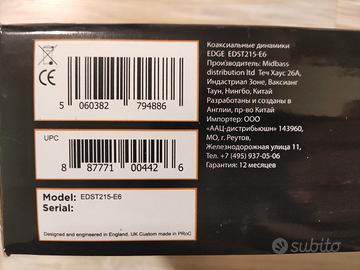 Коаксиальные динамики
EDGE EDST215-E6
Производитель: Midbass
distribution ltd Теч Хаус 26А,
Индастриал Зоне, Ваксианг
Таун, Нингбо, Китай
Разработаны и созданы в
Англии, пр-во Китай
Импортер: ООО
«ААЦ-дистрибьюшн» 143960,
МО, г. Реутов,
Железнодорожная улица 11,
Тел. +7 (495) 937-05-06
Гарантия: 12 месяцев
CE
5 060382 794886
UPC
8 87771 00442 6
Model: EDST215-E6
Serial:
Designed and engineered in England. UK Custom made in PRoC
subito